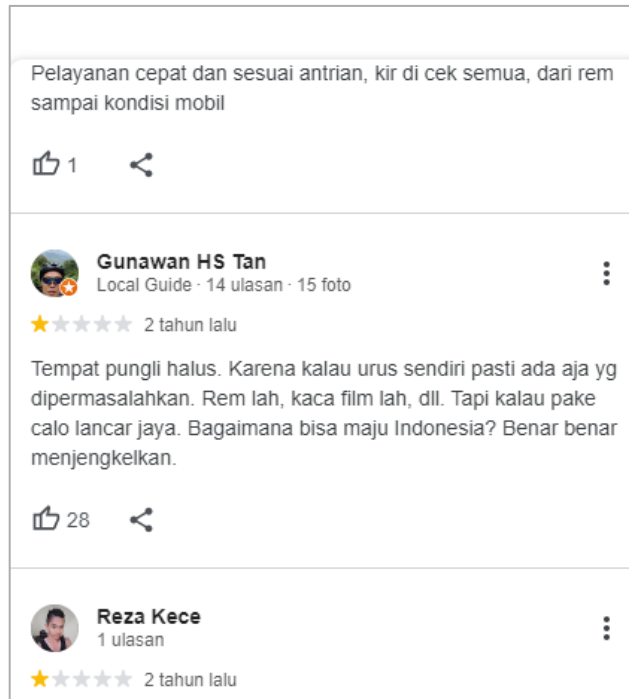 Pelayanan cepat dan sesuai antrian, kir di cek semua, dari rem
sampai kondisi mobil
1
Gunawan HS Tan
Local Guide · 14 ulasan · 15 foto
2 tahun lalu
Tempat pungli halus. Karena kalau urus sendiri pasti ada aja yg
dipermasalahkan. Rem lah, kaca film lah, dll. Tapi kalau pake
calo lancar jaya. Bagaimana bisa maju Indonesia? Benar benar
menjengkelkan.
28
Reza Kece
1 ulasan
2 tahun lalu